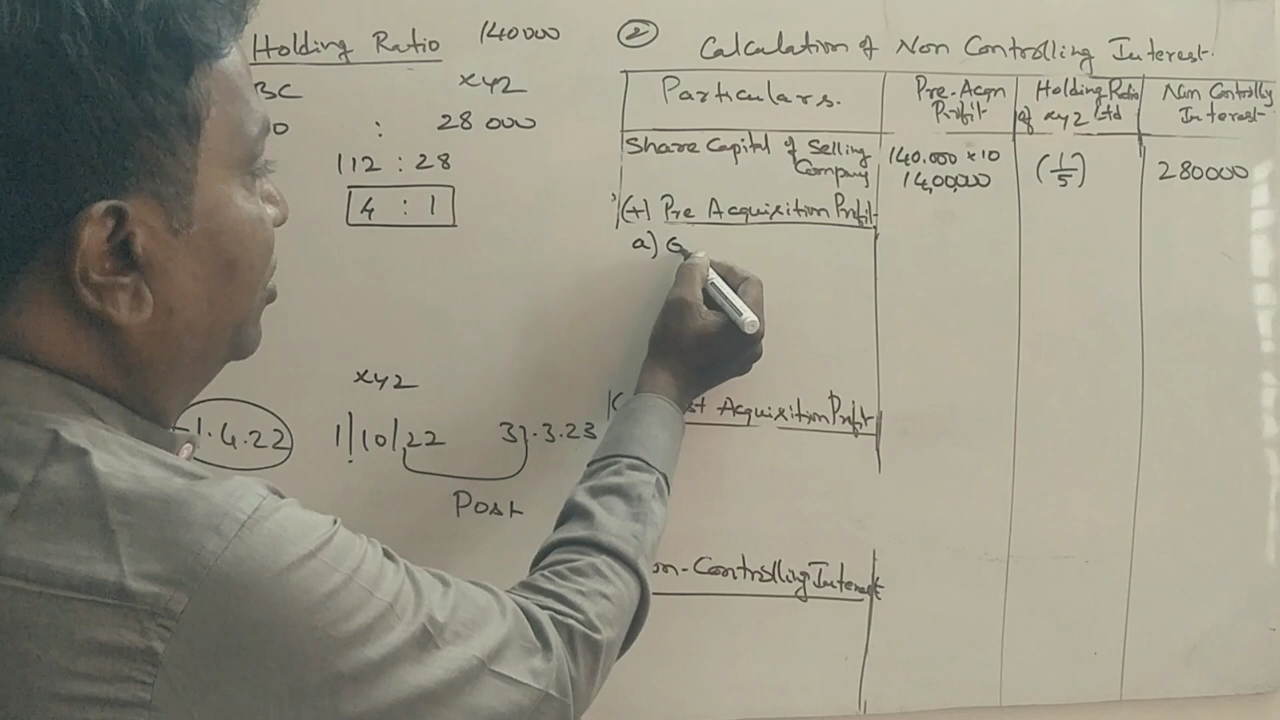 Holding Ratio 140000
BC xyz
: 28 000
112 : 28
4 : 1
xyz
1.4.22 1/10/22 31.3.23
Post
② Calculation of Non Controlling Interest.
Particulars. Pre-Acqn Profit Holding Ratio of xyz Ltd Non Controlling Interest
Share Capital of Selling Company 140,000 x 10 (1/5) 280000
14,00,000
(+) Pre Acquisition Profit
a) G
st Acquisition Profit
on-Controlling Interest